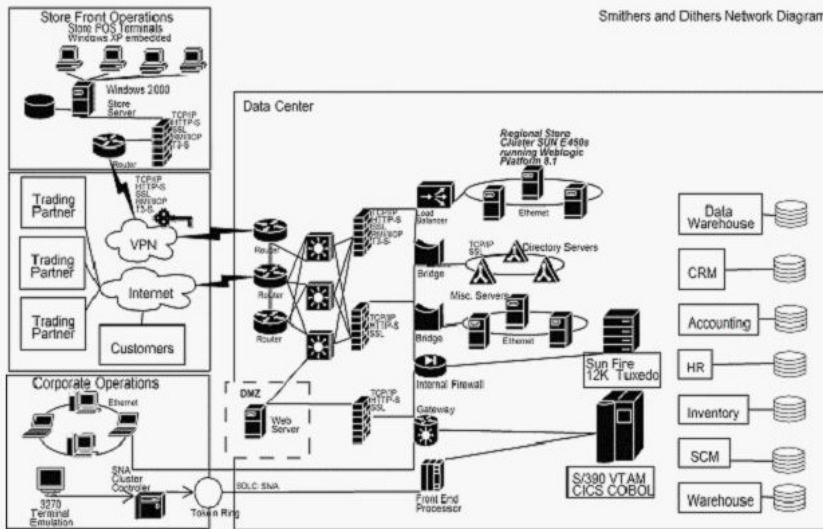 Smithers and Dithers Network Diagram
Store Front Operations
Store POS Terminals
Windows XP embedded
Windows 2000
Store
Server
TCP/IP
HTTP-S
SSL
RMI/IIOP
T3-S
Router
TCP/IP
HTTP-S
SSL
RMI/IIOP
T3-S
Trading
Partner
Trading
Partner
Trading
Partner
VPN
Internet
Customers
Corporate Operations
Ethernet
SNA
Cluster
Controller
3270
Terminal
Emulation
Token Ring
SDLC: SNA
Data Center
Router
Router
Router
TCP/IP
HTTP-S
SSL
RMI/IIOP
T3-S
TCP/IP
HTTP-S
SSL
DMZ
Web
Server
TCP/IP
HTTP-S
SSL
Regional Store
Cluster SUN E450s
running Weblogic
Platform 8.1
Load
Balancer
Ethernet
TCP/IP
SSL
Directory Servers
Bridge
Misc. Servers
Bridge
Ethernet
Internal Firewall
Sun Fire
12K Tuxedo
Gateway
Front End
Processor
S/390 VTAM
CICS COBOL
Data
Warehouse
CRM
Accounting
HR
Inventory
SCM
Warehouse